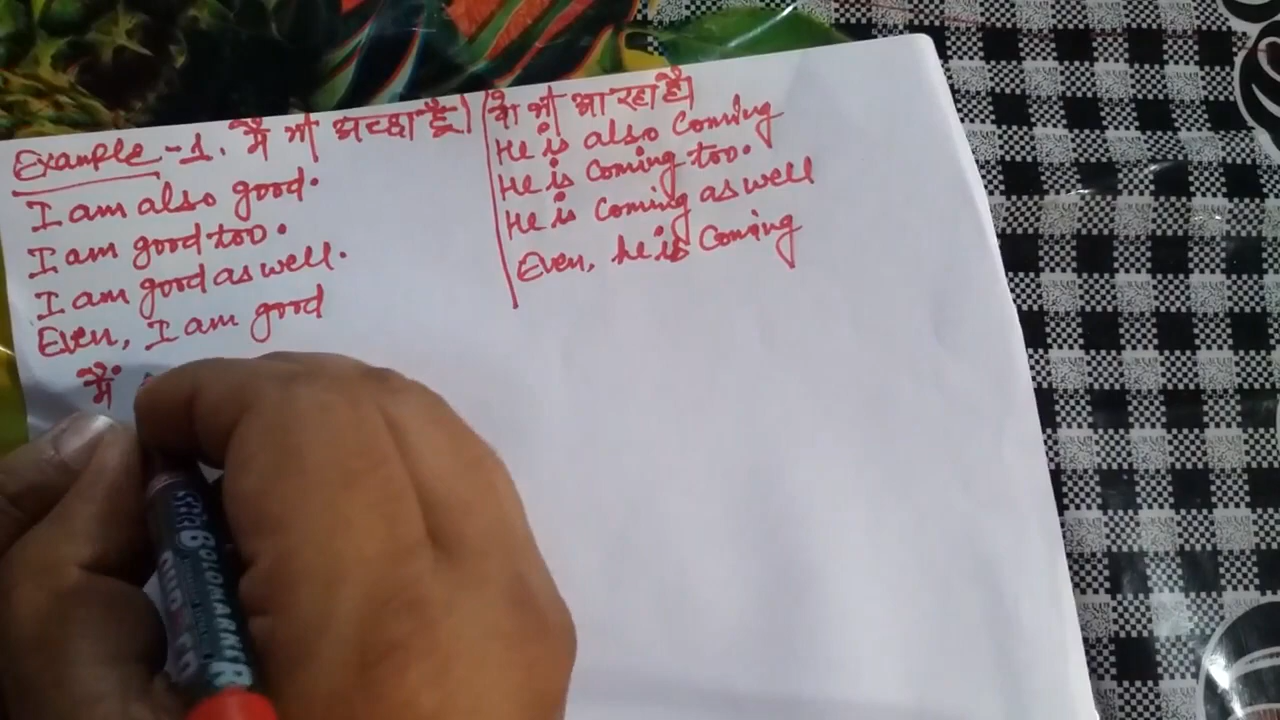 Example - 1. मैं भी अच्छा हूँ।
I am also good.
I am good too.
I am good as well.
Even, I am good
मैं
वो भी आ रहा है।
He is also coming
He is coming too.
He is coming as well
Even, he is coming
COLOMARKER